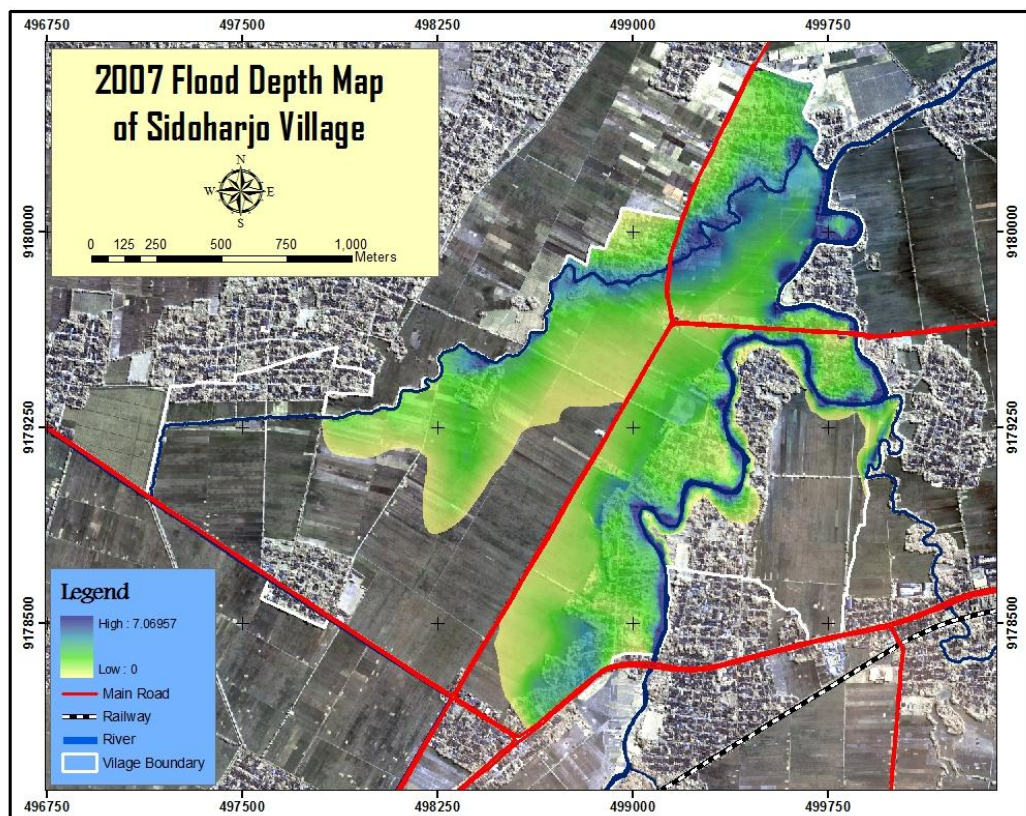 496750 497500 498250 499000 499750
2007 Flood Depth Map
of Sidoharjo Village
N
W E
S
0 125 250 500 750 1,000
Meters
9180000 9180000
9179250 9179250
9178500 9178500
Legend
High : 7.06957
Low : 0
Main Road
Railway
River
Vilage Boundary
496750 497500 498250 499000 499750